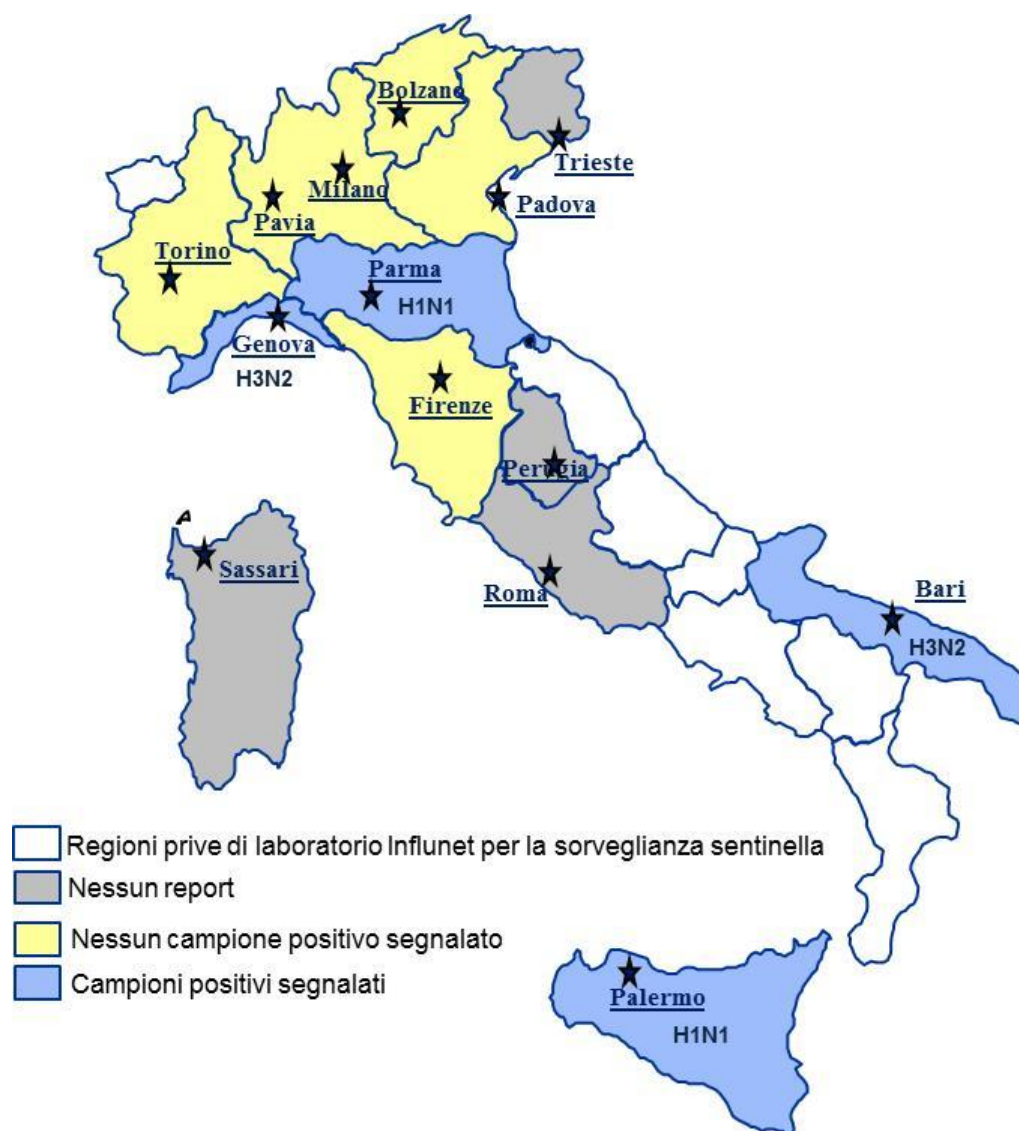 Bolzano
Trieste
Milano
Padova
Pavia
Torino
Parma
H1N1
Genova
H3N2
Firenze
Perugia
A
Sassari
Roma
Bari
H3N2
Regioni prive di laboratorio Influnet per la sorveglianza sentinella
Nessun report
Nessun campione positivo segnalato
Campioni positivi segnalati
Palermo
H1N1